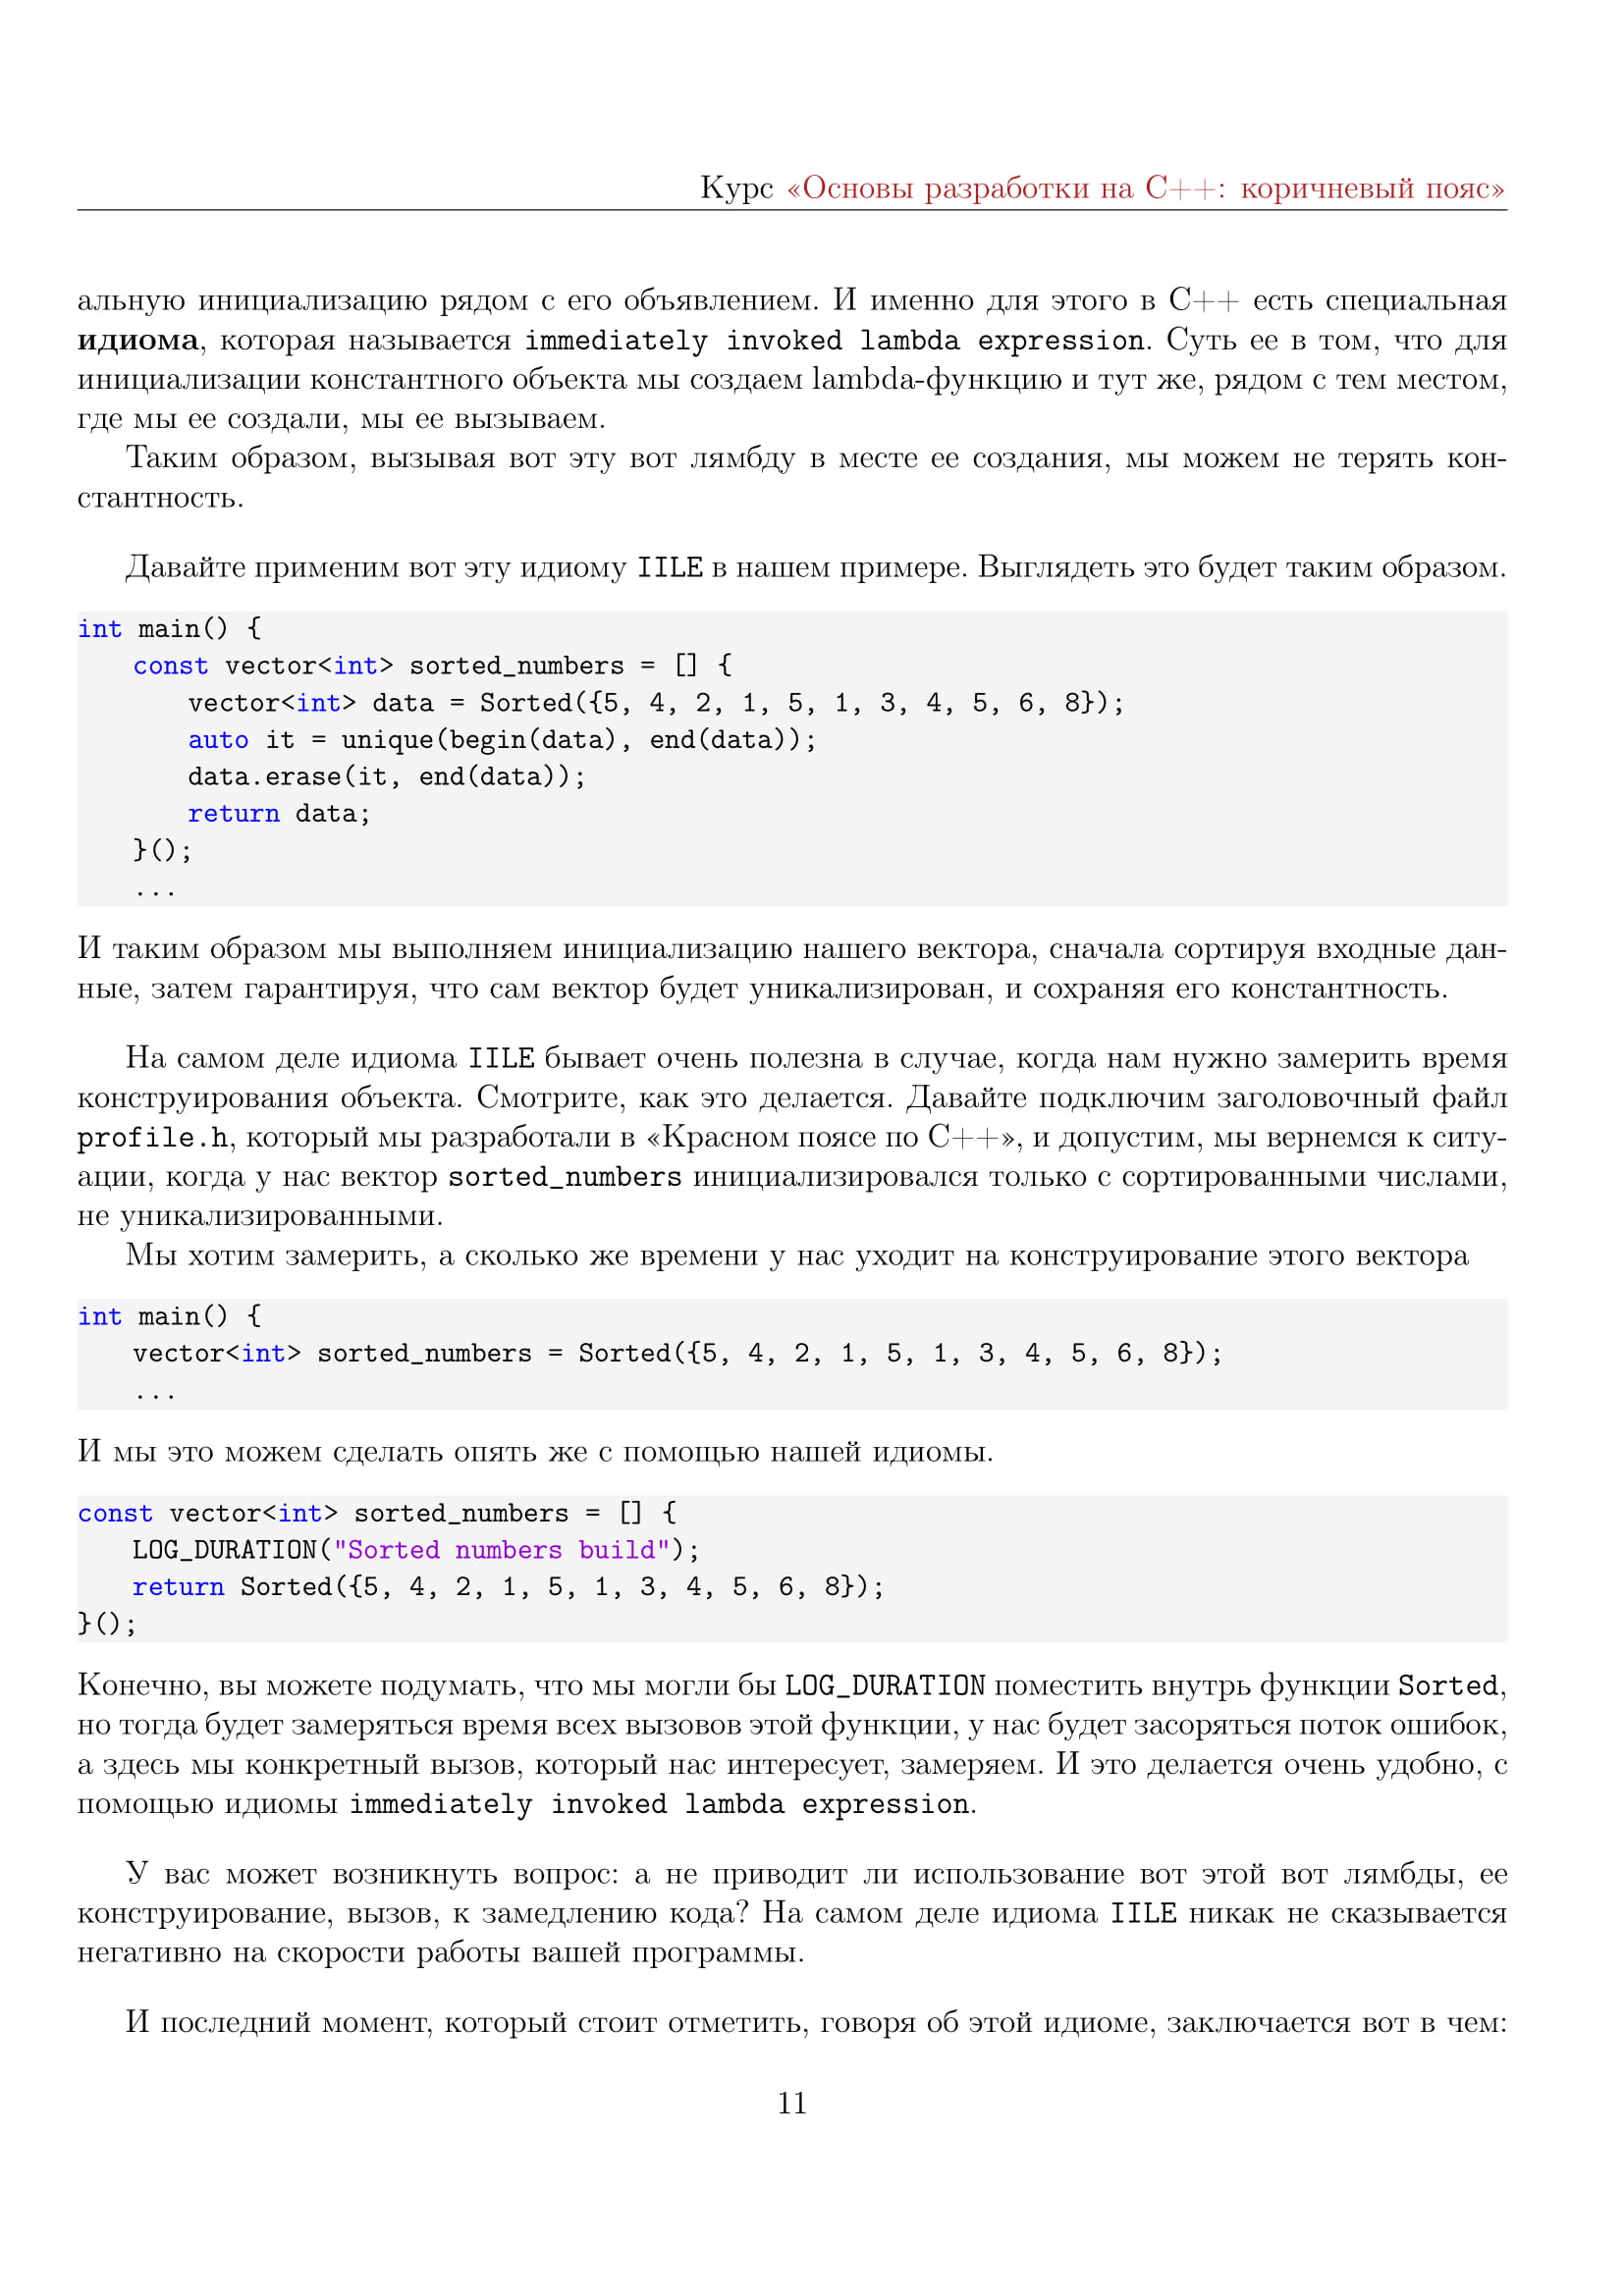 Курс «Основы разработки на C++: коричневый пояс»
альную инициализацию рядом с его объявлением. И именно для этого в C++ есть специальная
идиома, которая называется immediately invoked lambda expression. Суть ее в том, что для
инициализации константного объекта мы создаем lambda-функцию и тут же, рядом с тем местом,
где мы ее создали, мы ее вызываем.
Таким образом, вызывая вот эту вот лямбду в месте ее создания, мы можем не терять кон-
стантность.
Давайте применим вот эту идиому IILE в нашем примере. Выглядеть это будет таким образом.
int main() {
const vector<int> sorted_numbers = [] {
vector<int> data = Sorted({5, 4, 2, 1, 5, 1, 3, 4, 5, 6, 8});
auto it = unique(begin(data), end(data));
data.erase(it, end(data));
return data;
}();
...
И таким образом мы выполняем инициализацию нашего вектора, сначала сортируя входные дан-
ные, затем гарантируя, что сам вектор будет уникализирован, и сохраняя его константность.
На самом деле идиома IILE бывает очень полезна в случае, когда нам нужно замерить время
конструирования объекта. Смотрите, как это делается. Давайте подключим заголовочный файл
profile.h, который мы разработали в «Красном поясе по C++», и допустим, мы вернемся к ситу-
ации, когда у нас вектор sorted_numbers инициализировался только с сортированными числами,
не уникализированными.
Мы хотим замерить, а сколько же времени у нас уходит на конструирование этого вектора
int main() {
vector<int> sorted_numbers = Sorted({5, 4, 2, 1, 5, 1, 3, 4, 5, 6, 8});
...
И мы это можем сделать опять же с помощью нашей идиомы.
const vector<int> sorted_numbers = [] {
LOG_DURATION("Sorted numbers build");
return Sorted({5, 4, 2, 1, 5, 1, 3, 4, 5, 6, 8});
}();
Конечно, вы можете подумать, что мы могли бы LOG_DURATION поместить внутрь функции Sorted,
но тогда будет замеряться время всех вызовов этой функции, у нас будет засоряться поток ошибок,
а здесь мы конкретный вызов, который нас интересует, замеряем. И это делается очень удобно, с
помощью идиомы immediately invoked lambda expression.
У вас может возникнуть вопрос: а не приводит ли использование вот этой вот лямбды, ее
конструирование, вызов, к замедлению кода? На самом деле идиома IILE никак не сказывается
негативно на скорости работы вашей программы.
И последний момент, который стоит отметить, говоря об этой идиоме, заключается вот в чем:
11